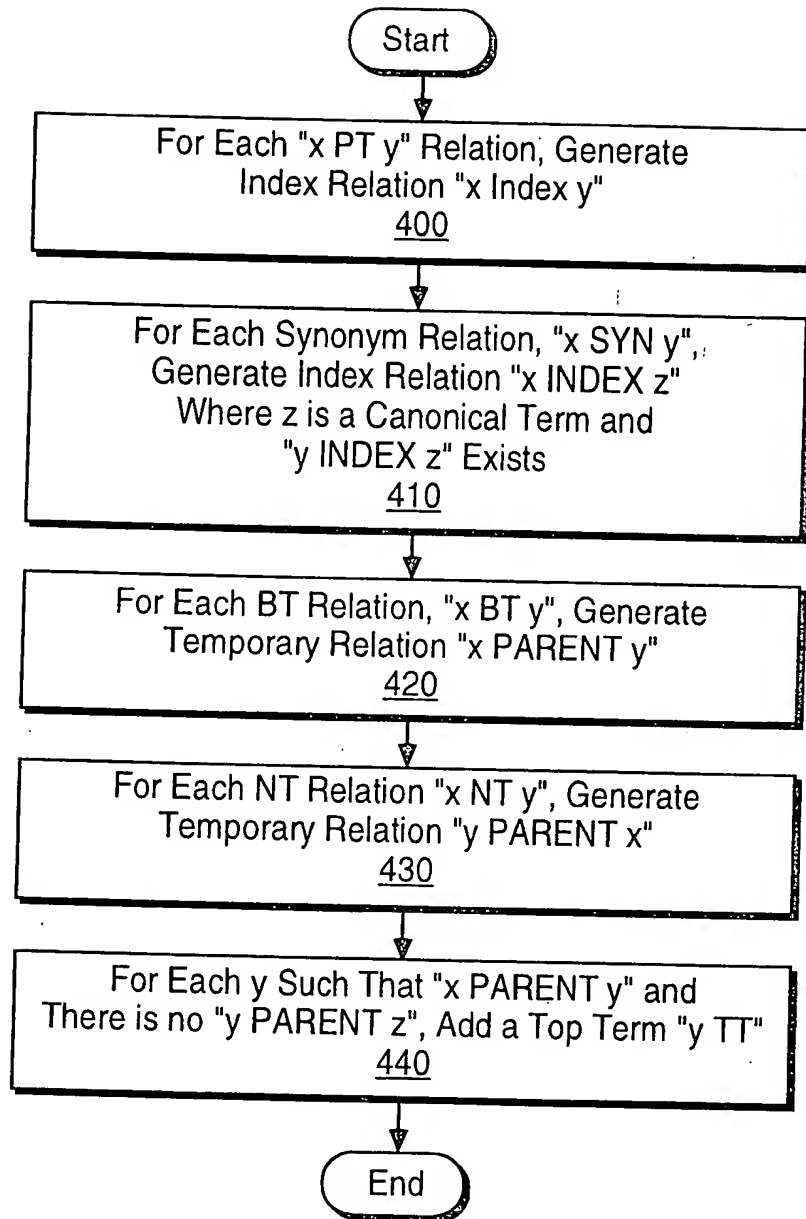 Start
For Each "x PT y" Relation, Generate
Index Relation "x Index y"
400
For Each Synonym Relation, "x SYN y",
Generate Index Relation "x INDEX z"
Where z is a Canonical Term and
"y INDEX z" Exists
410
For Each BT Relation, "x BT y", Generate
Temporary Relation "x PARENT y"
420
For Each NT Relation "x NT y", Generate
Temporary Relation "y PARENT x"
430
For Each y Such That "x PARENT y" and
There is no "y PARENT z", Add a Top Term "y TT"
440
End